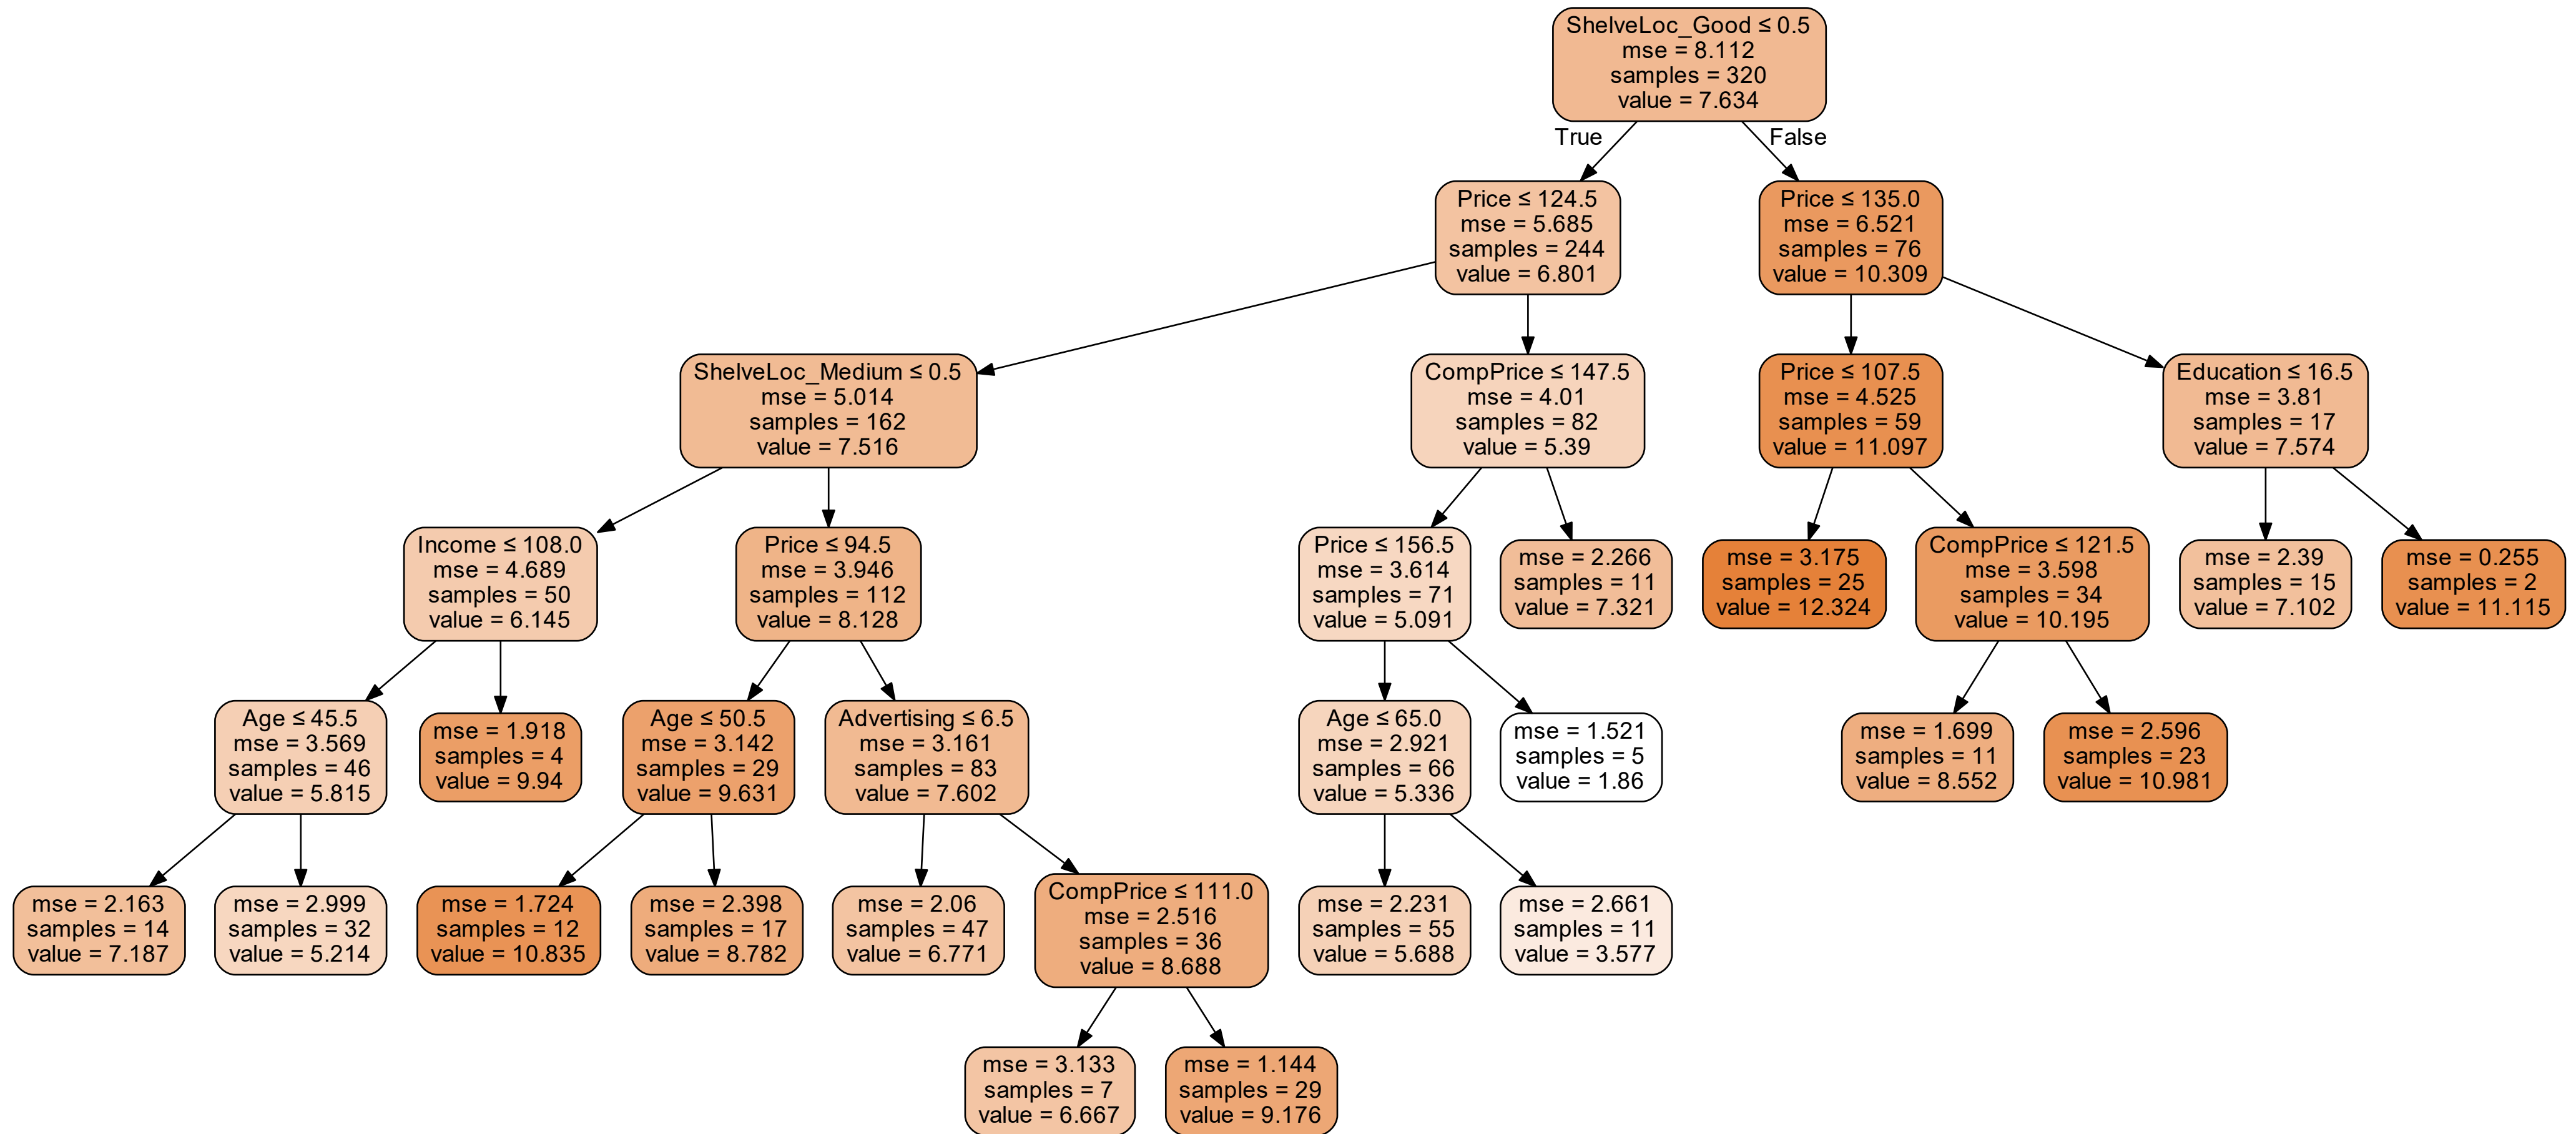 ShelveLoc_Good ≤ 0.5
mse = 8.112
samples = 320
value = 7.634
True
False
Price ≤ 124.5
mse = 5.685
samples = 244
value = 6.801
Price ≤ 135.0
mse = 6.521
samples = 76
value = 10.309
ShelveLoc_Medium ≤ 0.5
mse = 5.014
samples = 162
value = 7.516
CompPrice ≤ 147.5
mse = 4.01
samples = 82
value = 5.39
Price ≤ 107.5
mse = 4.525
samples = 59
value = 11.097
Education ≤ 16.5
mse = 3.81
samples = 17
value = 7.574
Income ≤ 108.0
mse = 4.689
samples = 50
value = 6.145
Price ≤ 94.5
mse = 3.946
samples = 112
value = 8.128
Price ≤ 156.5
mse = 3.614
samples = 71
value = 5.091
mse = 2.266
samples = 11
value = 7.321
mse = 3.175
samples = 25
value = 12.324
CompPrice ≤ 121.5
mse = 3.598
samples = 34
value = 10.195
mse = 2.39
samples = 15
value = 7.102
mse = 0.255
samples = 2
value = 11.115
Age ≤ 45.5
mse = 3.569
samples = 46
value = 5.815
mse = 1.918
samples = 4
value = 9.94
Age ≤ 50.5
mse = 3.142
samples = 29
value = 9.631
Advertising ≤ 6.5
mse = 3.161
samples = 83
value = 7.602
Age ≤ 65.0
mse = 2.921
samples = 66
value = 5.336
mse = 1.521
samples = 5
value = 1.86
mse = 1.699
samples = 11
value = 8.552
mse = 2.596
samples = 23
value = 10.981
mse = 2.163
samples = 14
value = 7.187
mse = 2.999
samples = 32
value = 5.214
mse = 1.724
samples = 12
value = 10.835
mse = 2.398
samples = 17
value = 8.782
mse = 2.06
samples = 47
value = 6.771
CompPrice ≤ 111.0
mse = 2.516
samples = 36
value = 8.688
mse = 2.231
samples = 55
value = 5.688
mse = 2.661
samples = 11
value = 3.577
mse = 3.133
samples = 7
value = 6.667
mse = 1.144
samples = 29
value = 9.176